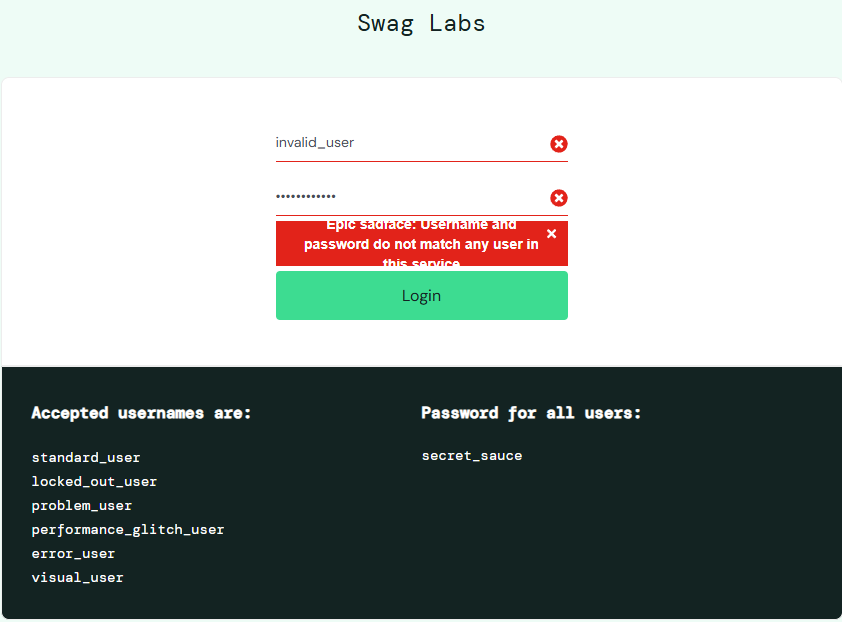 Swag Labs
invalid_user
••••••••••••
Epic sadface: Username and
password do not match any user in
this service
Login
Accepted usernames are:
standard_user
locked_out_user
problem_user
performance_glitch_user
error_user
visual_user
Password for all users:
secret_sauce